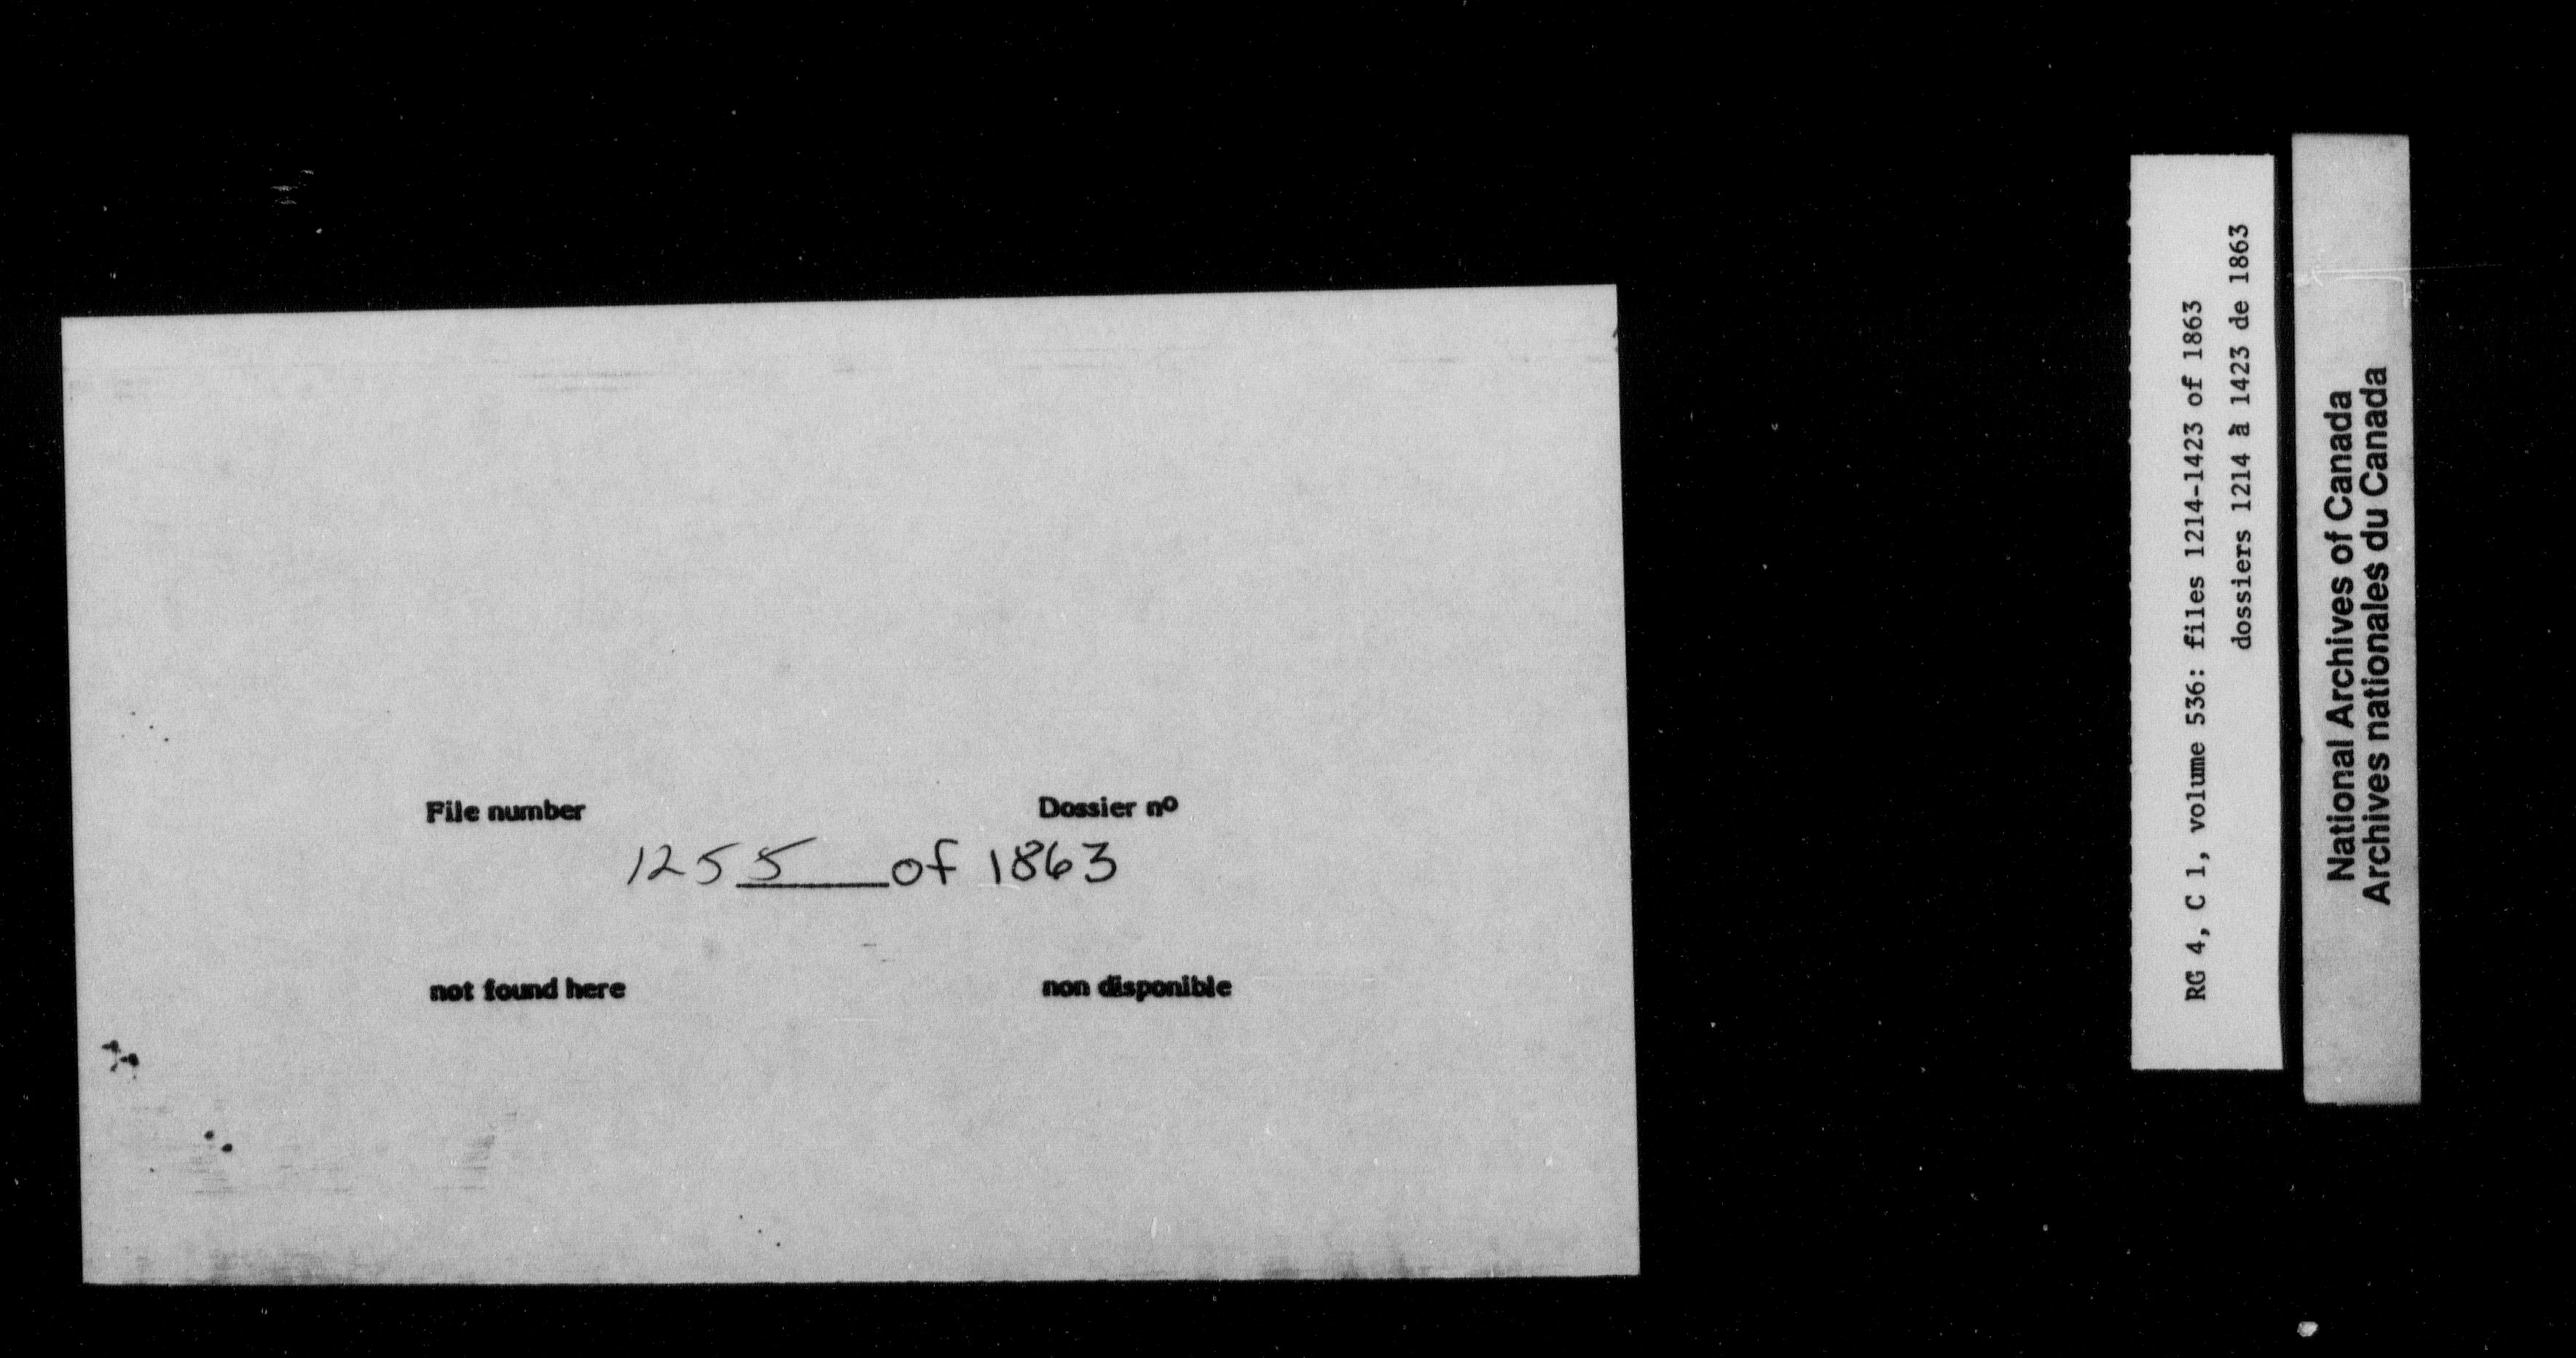 File number Dossier nº
1255 of 1863
not found here non disponible
RG 4, C 1, volume 536: files 1214-1423 of 1863
dossiers 1214 à 1423 de 1863
National Archives of Canada
Archives nationales du Canada